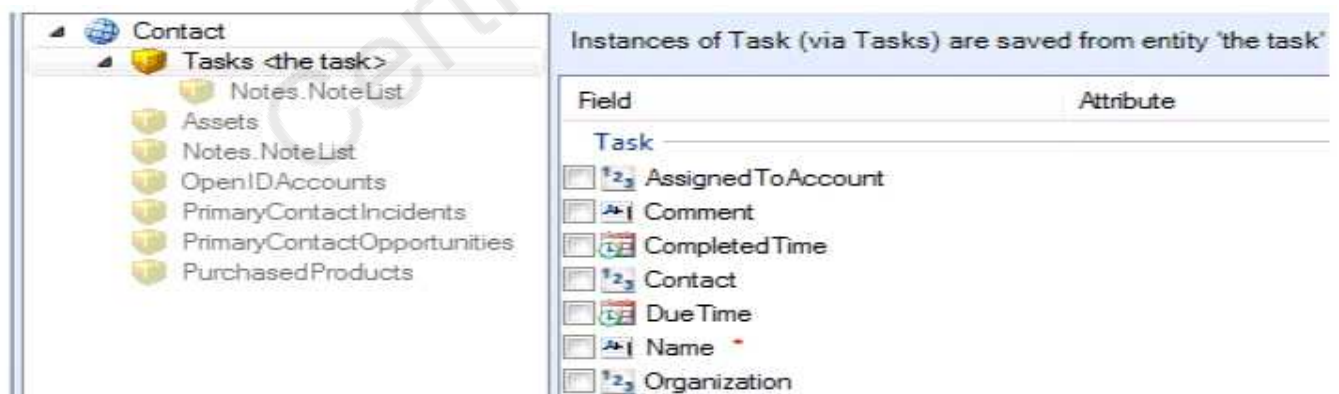 Contact
Tasks <the task>
Notes.NoteList
Assets
Notes.NoteList
OpenIDAccounts
PrimaryContactIncidents
PrimaryContactOpportunities
PurchasedProducts
Instances of Task (via Tasks) are saved from entity 'the task'
Field Attribute
Task
AssignedToAccount
Comment
CompletedTime
Contact
DueTime
Name *
Organization